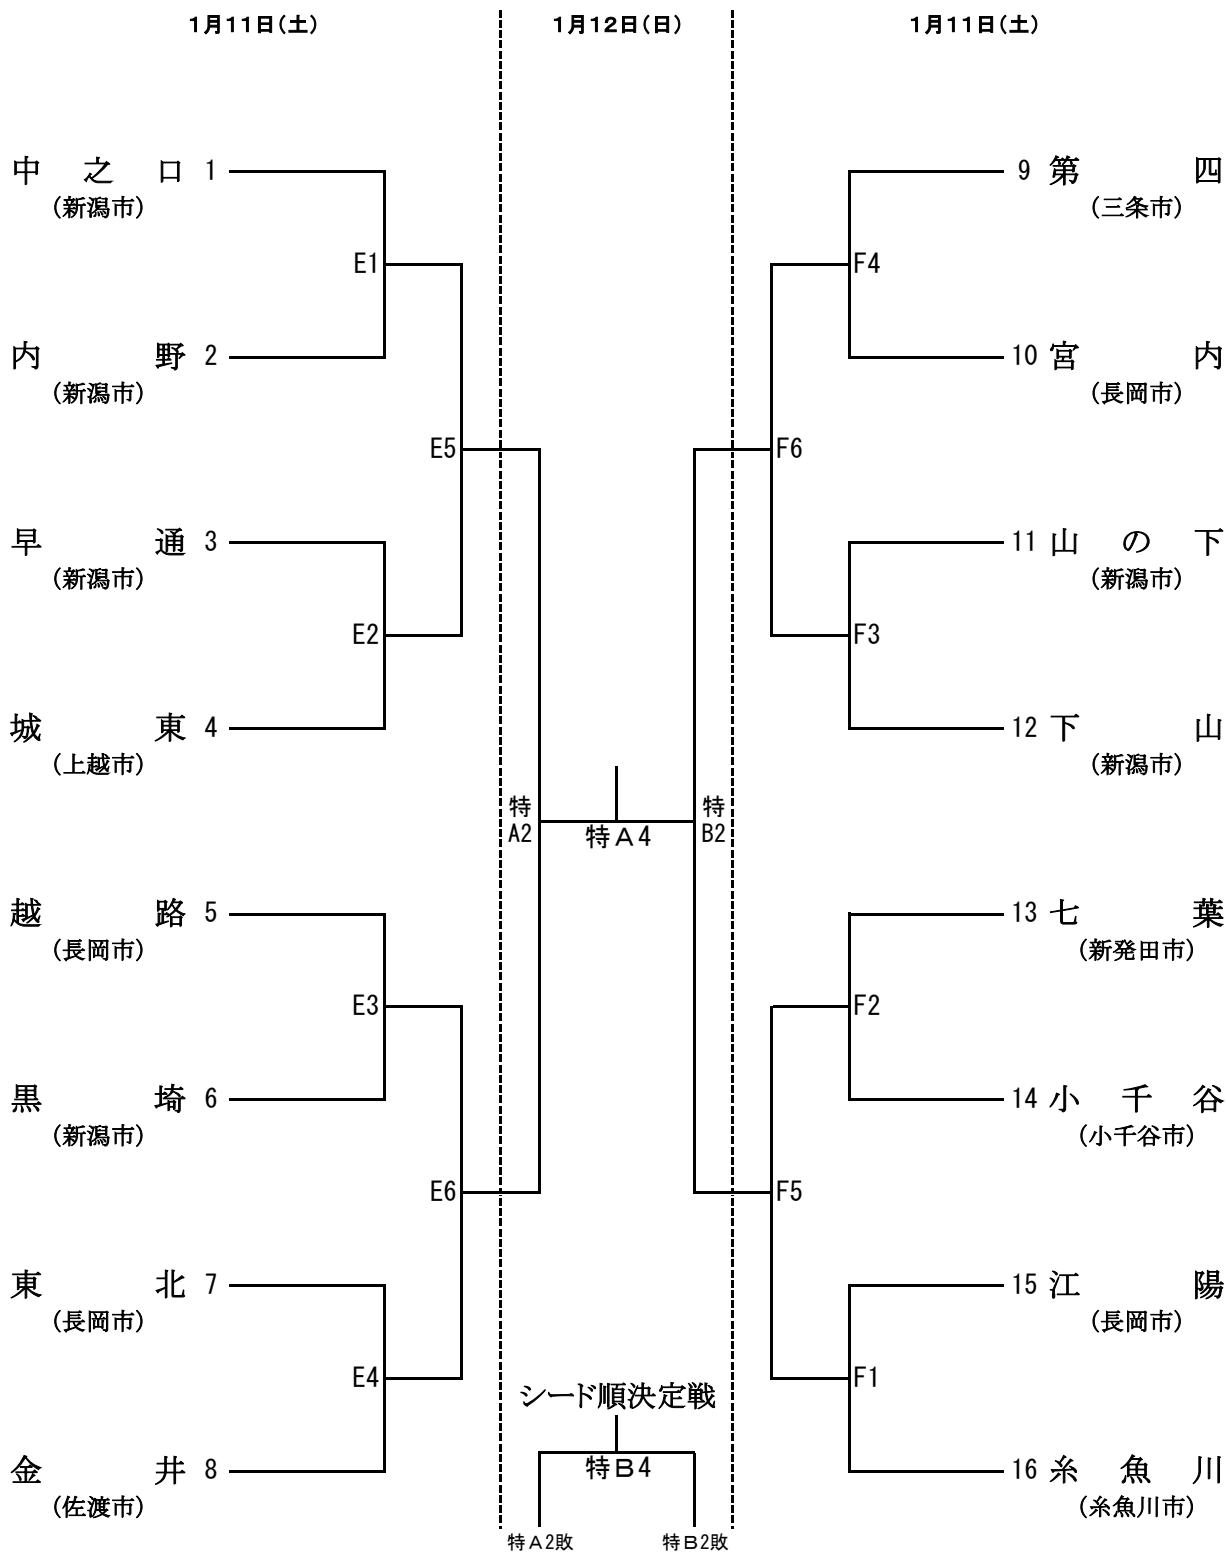 1月11日(土) 1月12日(日) 1月11日(土)
中之口 1
(新潟市)
E1
内野 2
(新潟市)
E5
早通 3
(新潟市)
E2
城東 4
(上越市)
越路 5
(長岡市)
E3
黒埼 6
(新潟市)
E6
東北 7
(長岡市)
E4
金井 8
(佐渡市)
特
A2
特A4
特
B2
シード順決定戦
特B4
特A2敗 特B2敗
9 第四
(三条市)
F4
10 宮内
(長岡市)
F6
11 山の下
(新潟市)
F3
12 下山
(新潟市)
13 七葉
(新発田市)
F2
14 小千谷
(小千谷市)
F5
15 江陽
(長岡市)
F1
16 糸魚川
(糸魚川市)